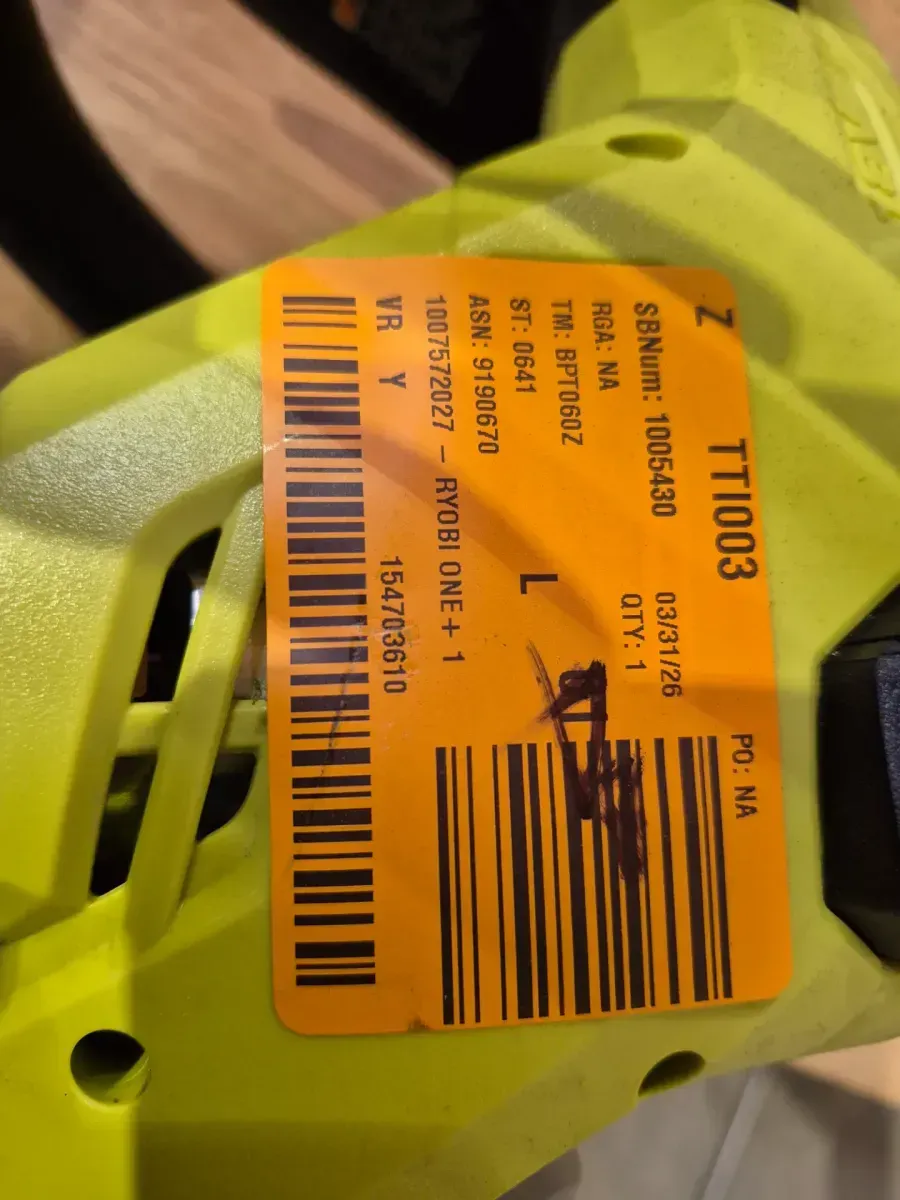 Z TTI003 PO: NA
SBNum: 1005430 03/31/26
RGA: NA QTY: 1
TM: BPT060Z
ST: 0641 L
ASN: 9190670
1007572027 - RYOBI ONE+ 1
VR Y 154703610